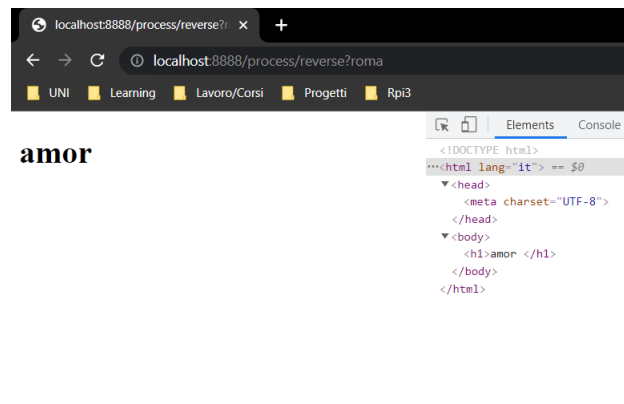 localhost:8888/process/reverse?r
localhost:8888/process/reverse?roma
UNI Learning Lavoro/Corsi Progetti Rpi3
Elements Console
amor
<!DOCTYPE html>
···<html lang="it"> == $0
▼<head>
<meta charset="UTF-8">
</head>
▼<body>
<h1>amor </h1>
</body>
</html>